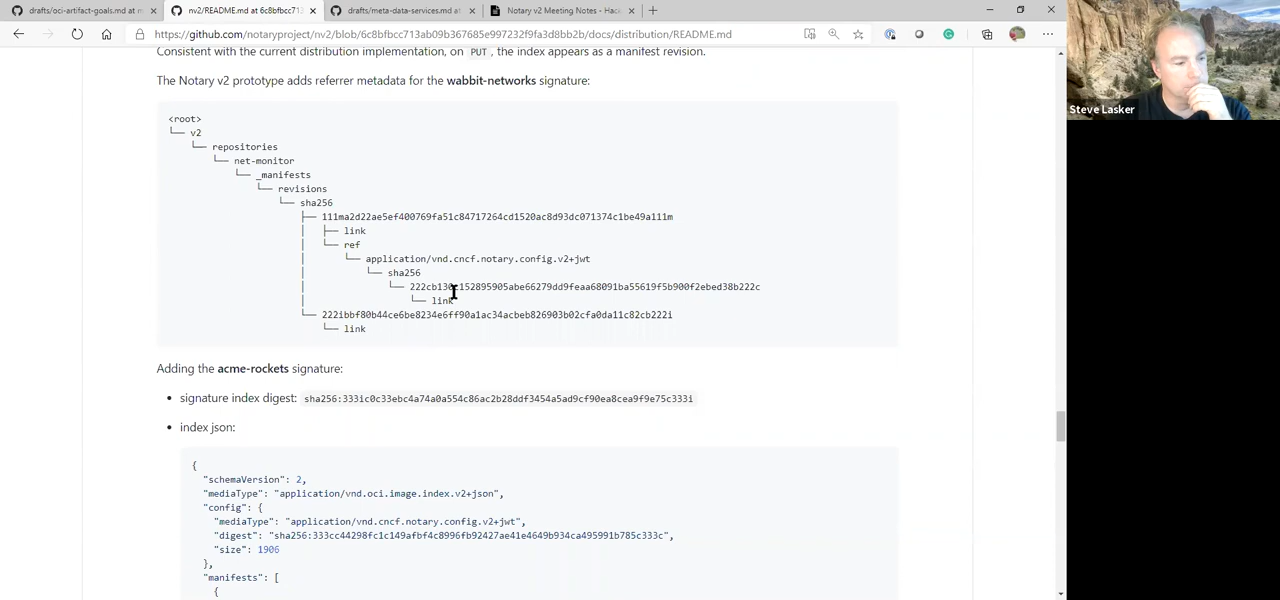 drafts/oci-artifact-goals.md at m
nv2/README.md at 6c8bfbcc713
drafts/meta-data-services.md at
Notary v2 Meeting Notes - Hack
https://github.com/notaryproject/nv2/blob/6c8bfbcc713ab09b367685e997232f9fa3d8bb2b/docs/distribution/README.md
Consistent with the current distribution implementation, on PUT, the index appears as a manifest revision.
The Notary v2 prototype adds referrer metadata for the wabbit-networks signature:
<root>
└── v2
└── repositories
└── net-monitor
└── _manifests
└── revisions
└── sha256
├── 111ma2d22ae5ef400769fa51c84717264cd1520ac8d93dc071374c1be49a111m
│ ├── link
│ └── ref
│ └── application/vnd.cncf.notary.config.v2+jwt
│ └── sha256
│ └── 222cb130c152895905abe66279dd9feaa68091ba55619f5b900f2ebed38b222c
│ └── link
└── 222ibbf80b44ce6be8234e6ff90a1ac34acbeb826903b02cfa0da11c82cb222i
└── link
Adding the acme-rockets signature:
• signature index digest: sha256:333ic0c33ebc4a74a0a554c86ac2b28ddf3454a5ad9cf90ea8cea9f9e75c333i
• index json:
{
"schemaVersion": 2,
"mediaType": "application/vnd.oci.image.index.v2+json",
"config": {
"mediaType": "application/vnd.cncf.notary.config.v2+jwt",
"digest": "sha256:333cc44298fc1c149afbf4c8996fb92427ae41e4649b934ca495991b785c333c",
"size": 1906
},
"manifests": [
{
Steve Lasker